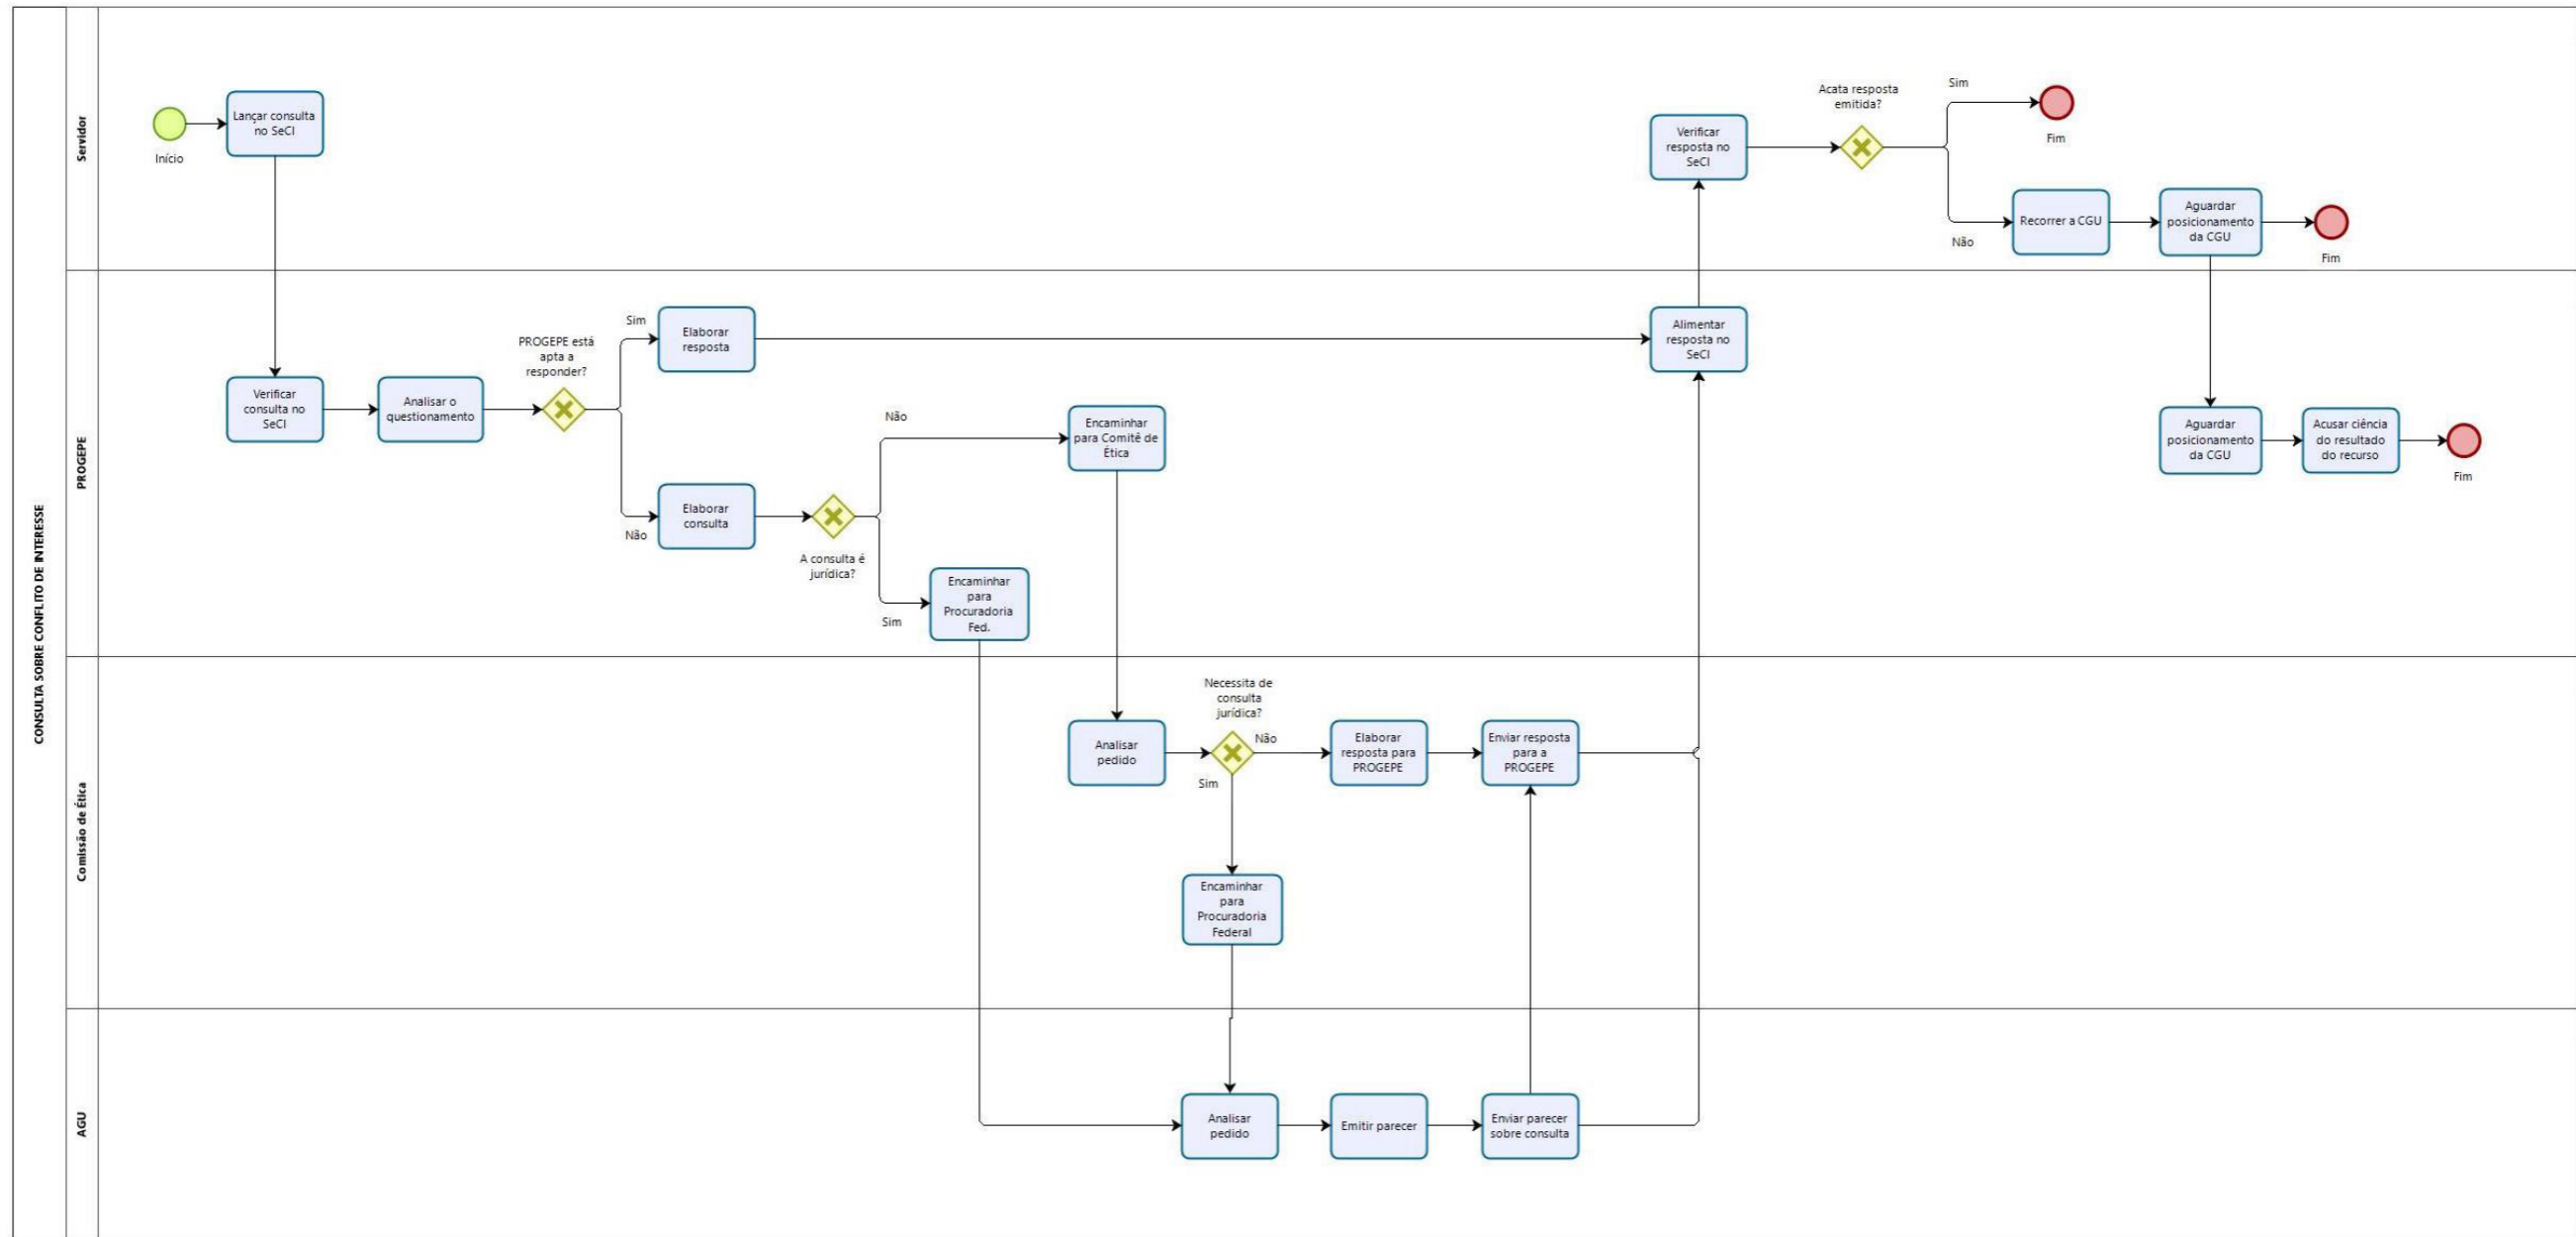 CONSULTA SOBRE CONFLITO DE INTERESSE
Servidor
Início
Lançar consulta
no SeCI
Verificar
resposta no
SeCI
Acata resposta
emitida?
Sim
Fim
Não
Recorrer a CGU
Aguardar
posicionamento
da CGU
Fim
PROGEPE
Verificar
consulta no
SeCI
Analisar o
questionamento
PROGEPE está
apta a
responder?
Sim
Elaborar
resposta
Não
Elaborar
consulta
A consulta é
jurídica?
Não
Encaminhar
para Comitê de
Ética
Sim
Encaminhar
para
Procuradoria
Fed.
Alimentar
resposta no
SeCI
Aguardar
posicionamento
da CGU
Acusar ciência
do resultado
do recurso
Fim
Comissão de Ética
Analisar
pedido
Necessita de
consulta
jurídica?
Não
Sim
Elaborar
resposta para
PROGEPE
Enviar resposta
para a
PROGEPE
Encaminhar
para
Procuradoria
Federal
AGU
Analisar
pedido
Emitir parecer
Enviar parecer
sobre consulta